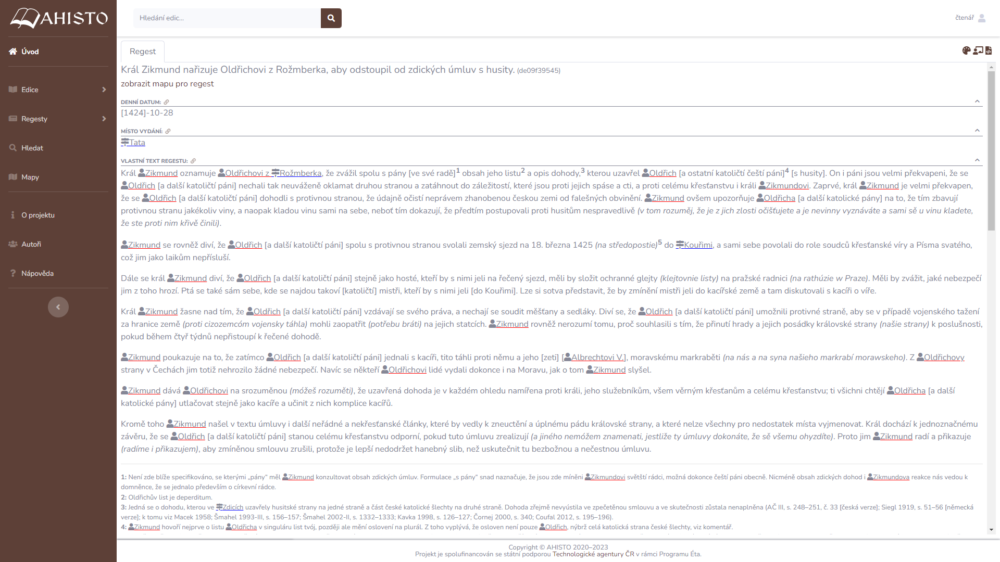 AHISTO
Hledání edic...
čtenář
Úvod
Edice
Regesty
Hledat
Mapy
O projektu
Autoři
Nápověda
Regest
Král Zikmund nařizuje Oldřichovi z Rožmberka, aby odstoupil od zdických úmluv s husity. (de09f39545)
zobrazit mapu pro regest
DENNÍ DATUM:
[1424]-10-28
MÍSTO VYDÁNÍ:
Tata
VLASTNÍ TEXT REGESTU:
Král Zikmund oznamuje Oldřichovi z Rožmberka, že zvážil spolu s pány [ve své radě]1 obsah jeho listu2 a opis dohody,3 kterou uzavřel Oldřich [a ostatní katoličtí čeští páni]4 [s husity]. On i páni jsou velmi překvapeni, že se
Oldřich [a další katoličtí páni] nechali tak neuváženě oklamat druhou stranou a zatáhnout do záležitostí, které jsou proti jejich spáse a cti, a proti celému křesťanstvu i králi Zikmundovi. Zaprvé, král Zikmund je velmi překvapen,
že se Oldřich [a další katoličtí páni] dohodli s protivnou stranou, že údajně očistí neprávem zhanobenou českou zemi od falešných obvinění. Zikmund ovšem upozorňuje Oldřicha [a další katolické pány] na to, že tím zbavují
protivnou stranu jakékoliv viny, a naopak kladou vinu sami na sebe, neboť tím dokazují, že předtím postupovali proti husitům nespravedlivě (v tom rozuměj, že je z jich zlosti očišťujete a je nevinny vyznáváte a sami sě u vinu kladete,
že ste proti nim křivě činili).
Zikmund se rovněž diví, že Oldřich [a další katoličtí páni] spolu s protivnou stranou svolali zemský sjezd na 18. března 1425 (na středopostie)5 do Kouřimi, a sami sebe povolali do role soudců křesťanské víry a Písma svatého,
což jim jako laikům nepřísluší.
Dále se král Zikmund diví, že Oldřich [a další katoličtí páni] stejně jako hosté, kteří by s nimi jeli na řečený sjezd, měli by složit ochranné glejty (klejtovnie listy) na pražské radnici (na rathúzie w Praze). Měli by zvážit, jaké nebezpečí
jim z toho hrozí. Ptá se také sám sebe, kde se najdou takoví [katoličtí] mistři, kteří by s nimi jeli [do Kouřimi]. Lze si sotva představit, že by zmínění mistři jeli do kacířské země a tam diskutovali s kacíři o víře.
Král Zikmund žasne nad tím, že Oldřich [a další katoličtí páni] vzdávají se svého práva, a nechají se soudit měšťany a sedláky. Diví se, že Oldřich [a další katoličtí páni] umožnili protivné straně, aby se v případě vojenského tažení
za hranice země (proti cizozemcóm vojensky táhla) mohli zaopatřit (potřebu bráti) na jejich statcích. Zikmund rovněž nerozumí tomu, proč souhlasili s tím, že přinutí hrady a jejich posádky královské strany (našie strany) k poslušnosti,
pokud během čtyř týdnů nepřistoupí k řečené dohodě.
Zikmund poukazuje na to, že zatímco Oldřich [a další katoličtí páni] jednali s kacíři, tito táhli proti němu a jeho [zeti] [Albrechtovi V.], moravskému markraběti (na nás a na syna našieho markrabí morawskeho). Z Oldřichovy
strany v Čechách jim totiž nehrozilo žádné nebezpečí. Navíc se někteří Oldřichovi lidé vydali dokonce i na Moravu, jak o tom Zikmund slyšel.
Zikmund dává Oldřichovi na srozuměnou (móžeš rozuměti), že uzavřená dohoda je v každém ohledu namířena proti králi, jeho služebníkům, všem věrným křesťanům a celému křesťanstvu; ti všichni chtějí Oldřicha [a další
katolické pány] utlačovat stejně jako kacíře a učinit z nich komplice kacířů.
Kromě toho Zikmund našel v textu úmluvy i další neřádné a nekřesťanské články, které by vedly k zneuctění a úplnému pádu královské strany, a které nelze všechny pro nedostatek místa vyjmenovat. Král dochází k jednoznačnému
závěru, že se Oldřich [a další katoličtí páni] stanou celému křesťanstvu odporní, pokud tuto úmluvu zrealizují (a jiného nemóžem znamenati, jestliže ty úmluvy dokonáte, že sě všemu ohyzdíte). Proto jim Zikmund radí a přikazuje
(radíme i přikazujem), aby zmíněnou smlouvu zrušili, protože je lepší nedodržet hanebný slib, než uskutečnit tu bezbožnou a nečestnou úmluvu.
1: Není zde blíže specifikováno, se kterými „pány“ měl Zikmund konzultovat obsah zdických úmluv. Formulace „s pány“ snad naznačuje, že jsou zde míněni Zikmundovi světští rádci, možná dokonce čeští páni obecně. Nicméně obsah zdických dohod i Zikmundova reakce nás vedou k
domněnce, že se jednalo především o církevní rádce.
2: Oldřichův list je deperditum.
3: Jedná se o dohodu, kterou ve Zdicích uzavřely husitské strany na jedné straně a část české katolické šlechty na druhé straně. Dohoda zřejmě nevyústila ve zpečetěnou smlouvu a ve skutečnosti zůstala nenaplněna (AČ III, s. 248–251, č. 33 [česká verze]; Siegl 1919, s. 51–56 [německá
verze]; k tomu viz Macek 1958; Šmahel 1993-III, s. 156–157; Šmahel 2002-II, s. 1332–1333; Kavka 1998, s. 126–127; Čornej 2000, s. 340; Coufal 2012, s. 195–196).
4: Zikmund hovoří nejprve o listu Oldřicha v singuláru list tvój, později ale mění oslovení na plurál. Z toho vyplývá, že osloven není pouze Oldřich, nýbrž celá katolická strana české šlechty, viz komentář.
Copyright © AHISTO 2020–2023
Projekt je spolufinancován se státní podporou Technologické agentury ČR v rámci Programu Éta.